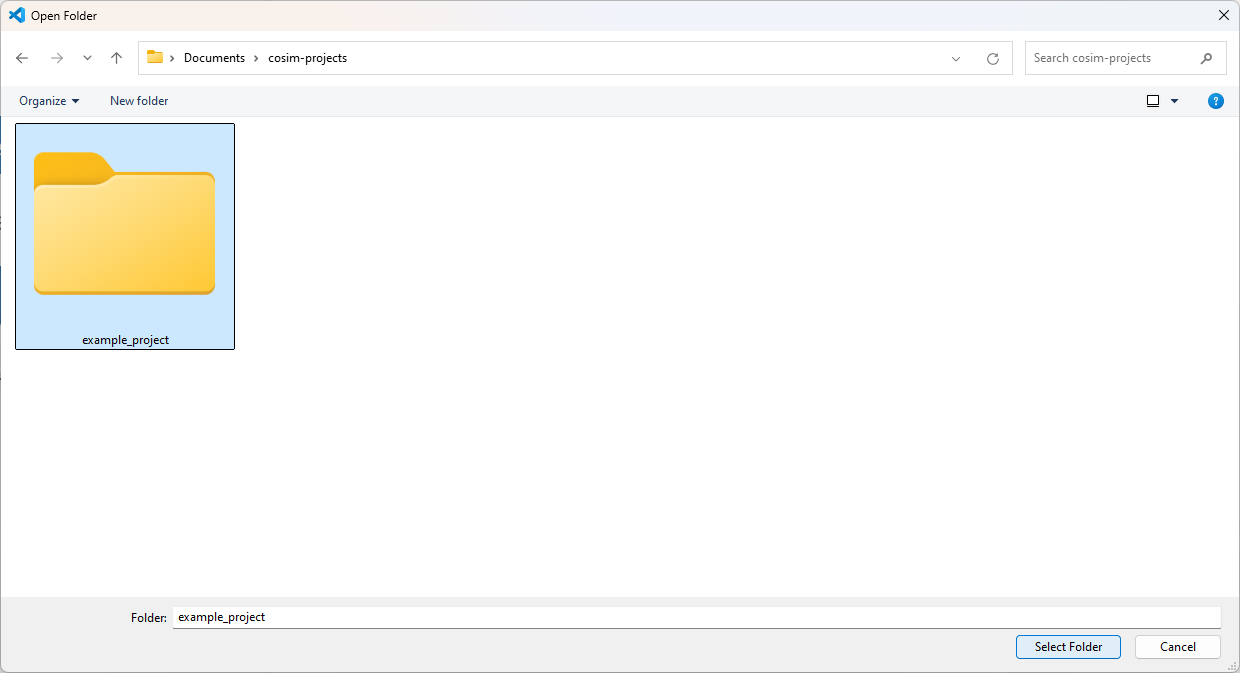 Open Folder
Documents cosim-projects Search cosim-projects
Organize New folder ?
example_project
Folder: example_project
Select Folder Cancel